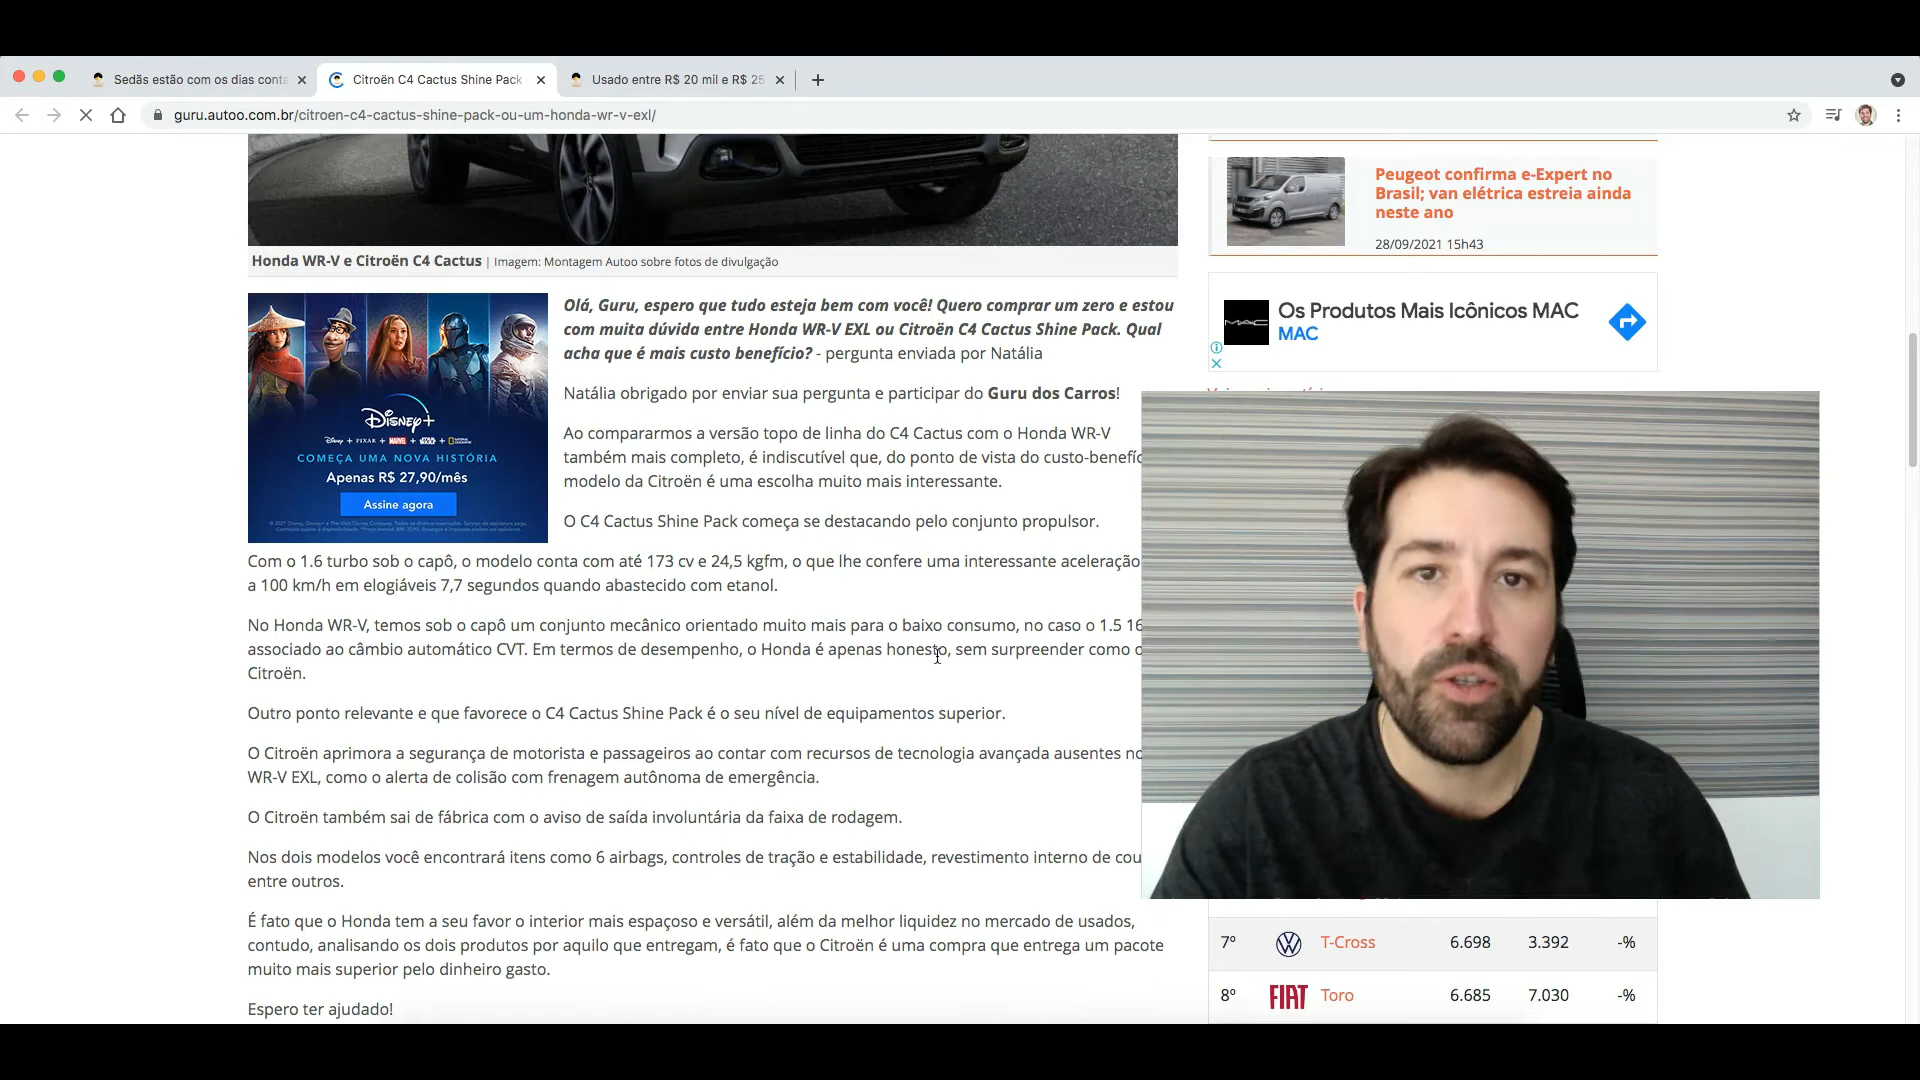 Sedãs estão com os dias conta
Citroën C4 Cactus Shine Pack
Usado entre R$ 20 mil e R$ 25
guru.autoo.com.br/citroen-c4-cactus-shine-pack-ou-um-honda-wr-v-exl/
Honda WR-V e Citroën C4 Cactus | Imagem: Montagem Autoo sobre fotos de divulgação
Disney+
Disney + PIXAR + MARVEL + STAR WARS + NATIONAL GEOGRAPHIC
COMEÇA UMA NOVA HISTÓRIA
Apenas R$ 27,90/mês
Assine agora
Olá, Guru, espero que tudo esteja bem com você! Quero comprar um zero e estou
com muita dúvida entre Honda WR-V EXL ou Citroën C4 Cactus Shine Pack. Qual
acha que é mais custo benefício? - pergunta enviada por Natália
Natália obrigado por enviar sua pergunta e participar do Guru dos Carros!
Ao compararmos a versão topo de linha do C4 Cactus com o Honda WR-V
também mais completo, é indiscutível que, do ponto de vista do custo-benefíc
modelo da Citroën é uma escolha muito mais interessante.
O C4 Cactus Shine Pack começa se destacando pelo conjunto propulsor.
Com o 1.6 turbo sob o capô, o modelo conta com até 173 cv e 24,5 kgfm, o que lhe confere uma interessante aceleração
a 100 km/h em elogiáveis 7,7 segundos quando abastecido com etanol.
No Honda WR-V, temos sob o capô um conjunto mecânico orientado muito mais para o baixo consumo, no caso o 1.5 16
associado ao câmbio automático CVT. Em termos de desempenho, o Honda é apenas honesto, sem surpreender como o
Citroën.
Outro ponto relevante e que favorece o C4 Cactus Shine Pack é o seu nível de equipamentos superior.
O Citroën aprimora a segurança de motorista e passageiros ao contar com recursos de tecnologia avançada ausentes no
WR-V EXL, como o alerta de colisão com frenagem autônoma de emergência.
O Citroën também sai de fábrica com o aviso de saída involuntária da faixa de rodagem.
Nos dois modelos você encontrará itens como 6 airbags, controles de tração e estabilidade, revestimento interno de cou
entre outros.
É fato que o Honda tem a seu favor o interior mais espaçoso e versátil, além da melhor liquidez no mercado de usados,
contudo, analisando os dois produtos por aquilo que entregam, é fato que o Citroën é uma compra que entrega um pacote
muito mais superior pelo dinheiro gasto.
Espero ter ajudado!
Peugeot confirma e-Expert no
Brasil; van elétrica estreia ainda
neste ano
28/09/2021 15h43
MAC
Os Produtos Mais Icônicos MAC
MAC
7º T-Cross 6.698 3.392 -%
8º FIAT Toro 6.685 7.030 -%